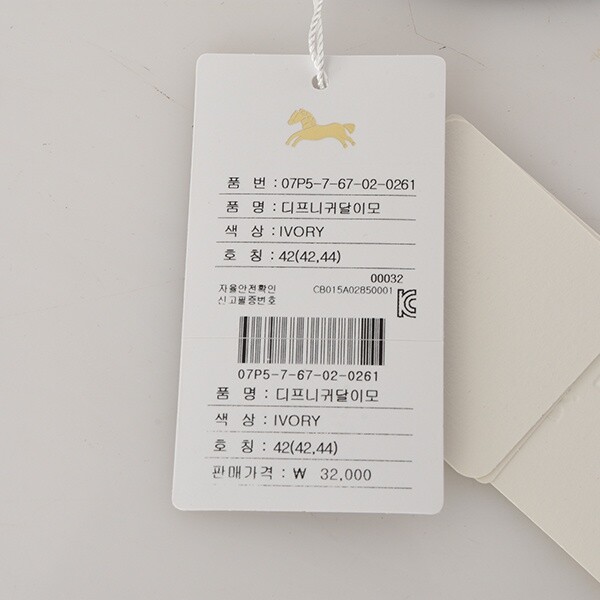 품 번 : 07P5-7-67-02-0261
품 명 : 디프니귀달이모
색 상 : IVORY
호 칭 : 42(42,44)
00032
자율안전확인 CB015A02850001
신고필증번호
07P5-7-67-02-0261
품 명 : 디프니귀달이모
색 상 : IVORY
호 칭 : 42(42,44)
판매가격 : ₩ 32,000